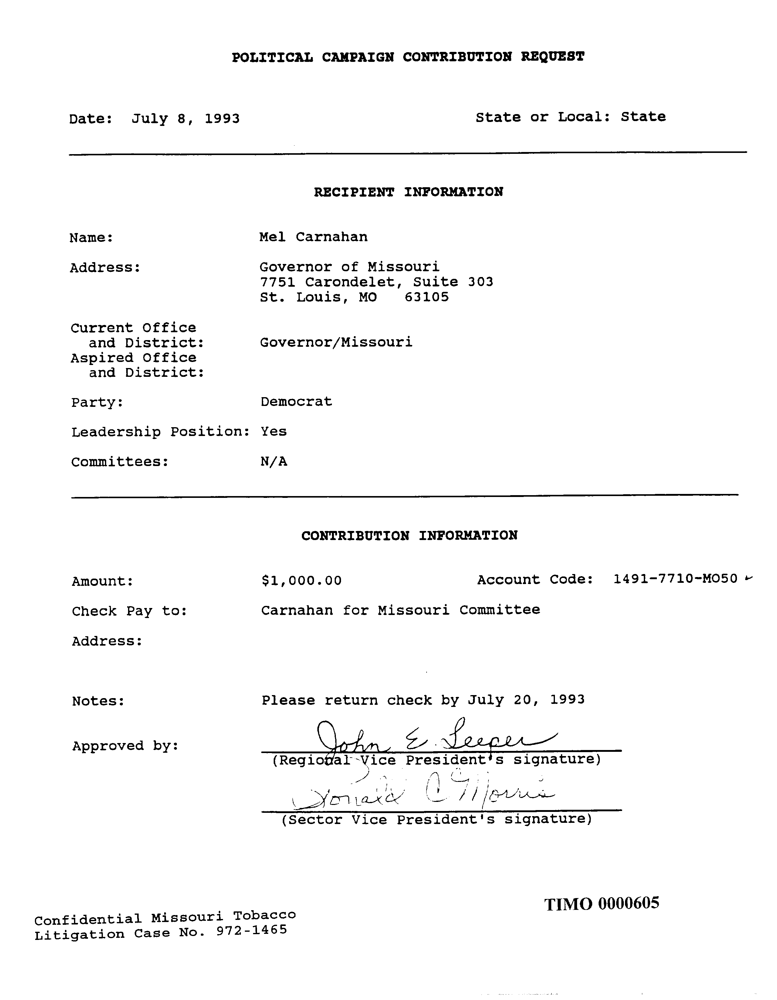 POLITICAL CAMPAIGN CONTRIBUTION REQUEST
Date: July 8, 1993 State or Local: State
RECIPIENT INFORMATION
Name: Mel Carnahan
Address: Governor of Missouri
7751 Carondelet, Suite 303
St. Louis, MO 63105
Current Office
and District: Governor/Missouri
Aspired Office
and District:
Party: Democrat
Leadership Position: Yes
Committees: N/A
CONTRIBUTION INFORMATION
Amount: $1,000.00 Account Code: 1491-7710-MO50
Check Pay to: Carnahan for Missouri Committee
Address:
Notes: Please return check by July 20, 1993
Approved by: John E. Leeper
(Regional Vice President's signature)
Donald C Morris
(Sector Vice President's signature)
TIMO 0000605
Confidential Missouri Tobacco
Litigation Case No. 972-1465